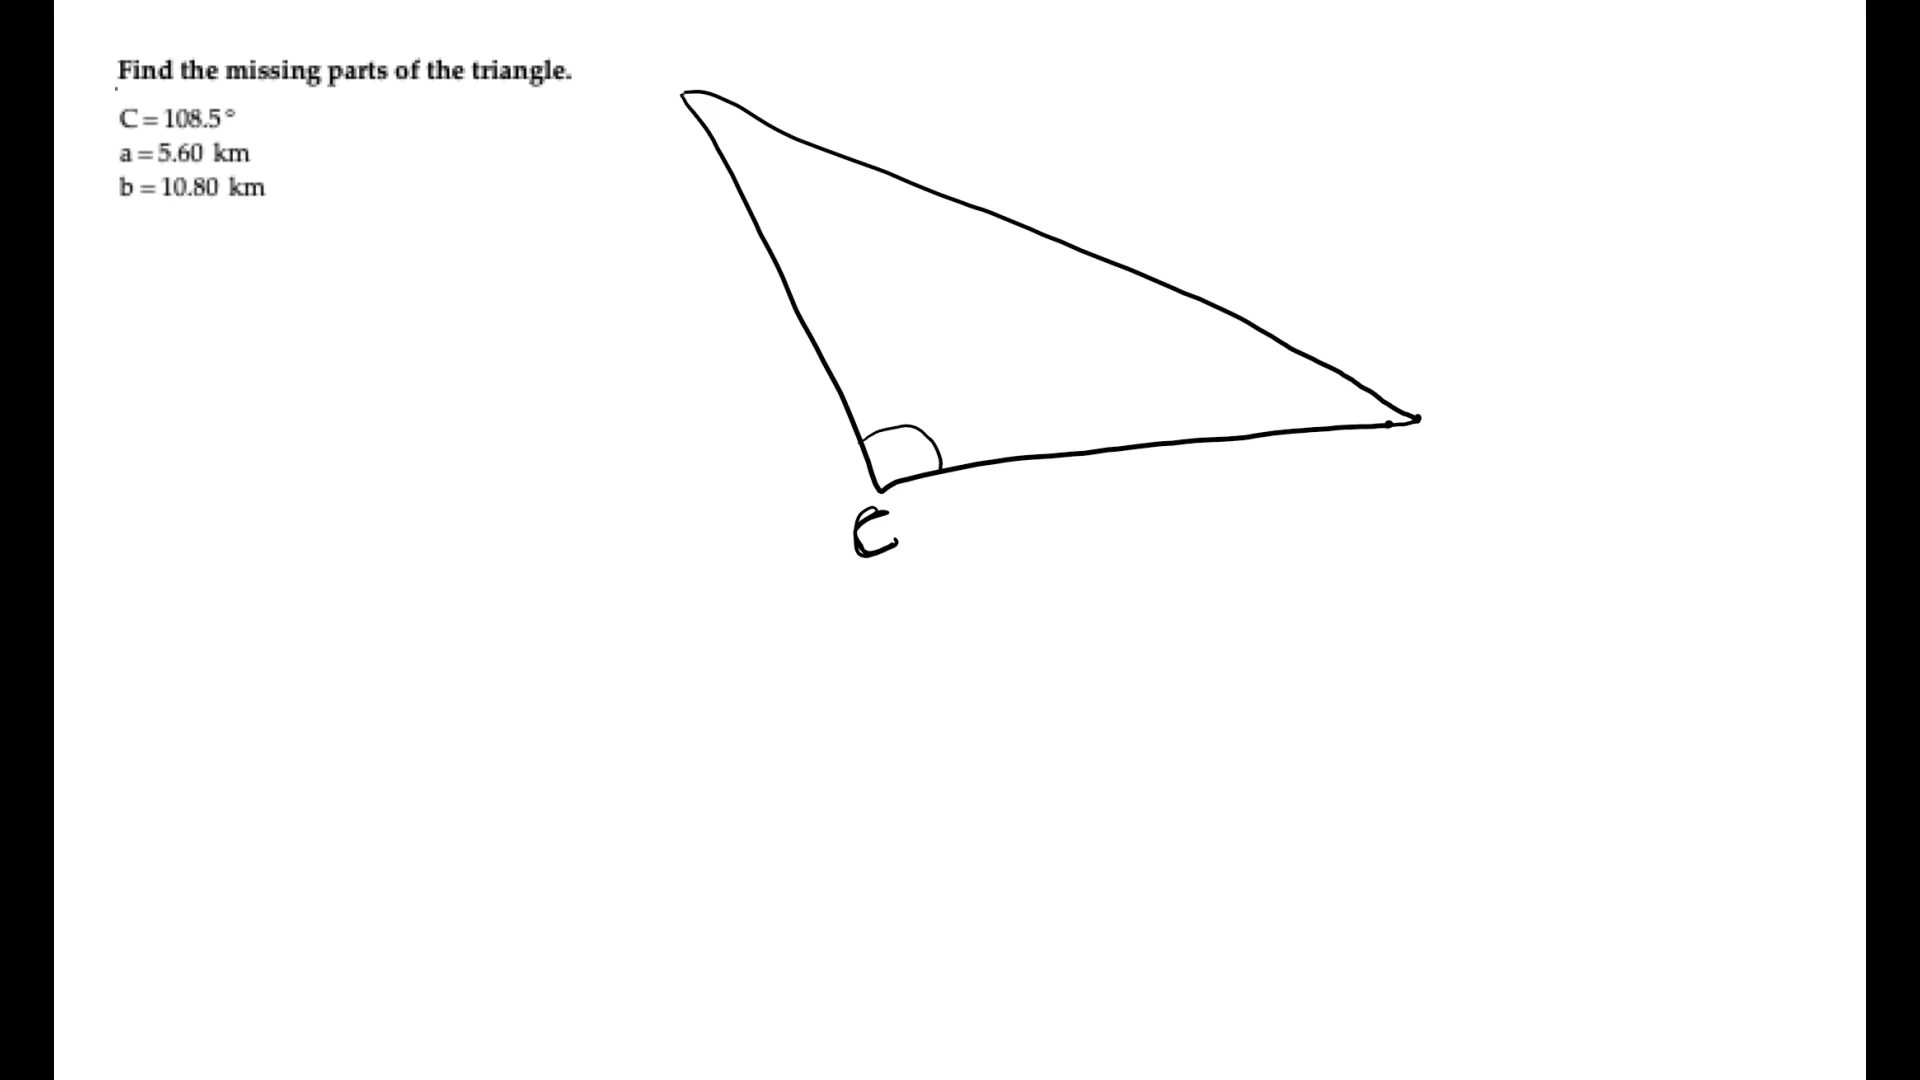 Find the missing parts of the triangle.
C = 108.5°
a = 5.60 km
b = 10.80 km
C